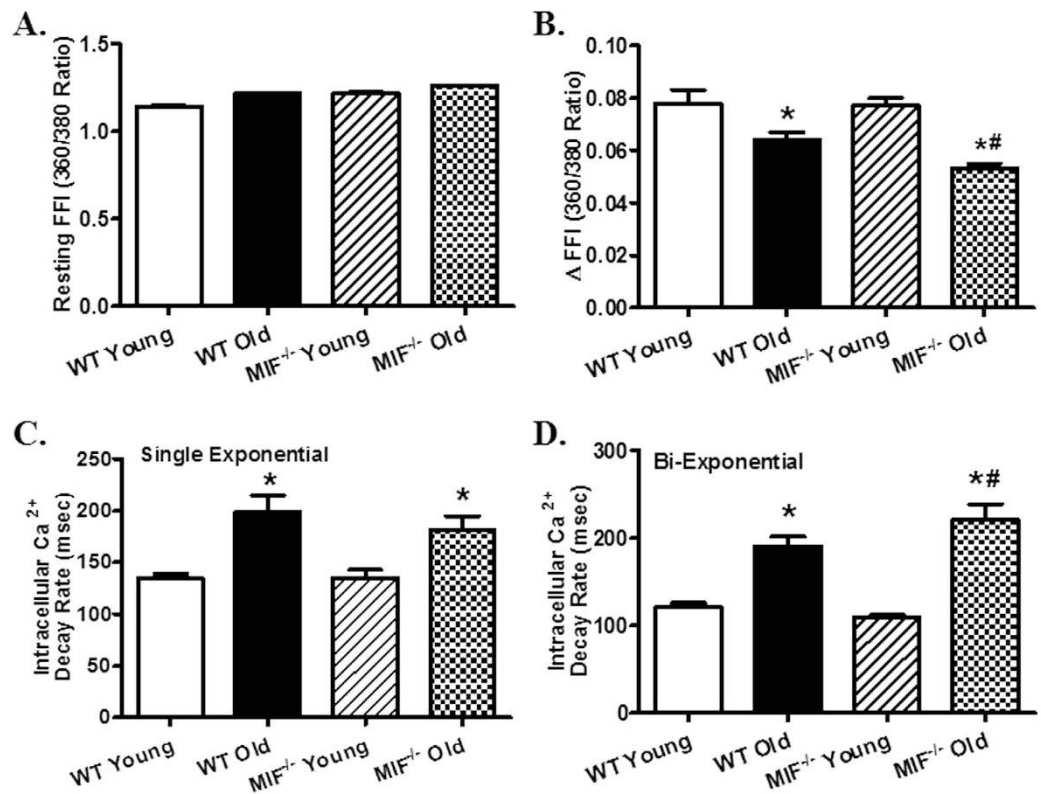 A.
Resting FFI (360/380 Ratio)
1.5
1.0
0.5
0.0
WT Young
WT Old
MIF-/- Young
MIF-/- Old
B.
Δ FFI (360/380 Ratio)
0.10
0.08
0.06
0.04
0.02
0.00
*
*#
WT Young
WT Old
MIF-/- Young
MIF-/- Old
C.
Single Exponential
Intracellular Ca2+
Decay Rate (msec)
250
200
150
100
50
0
*
*
WT Young
WT Old
MIF-/- Young
MIF-/- Old
D.
Bi-Exponential
Intracellular Ca2+
Decay Rate (msec)
300
200
100
0
*
*#
WT Young
WT Old
MIF-/- Young
MIF-/- Old